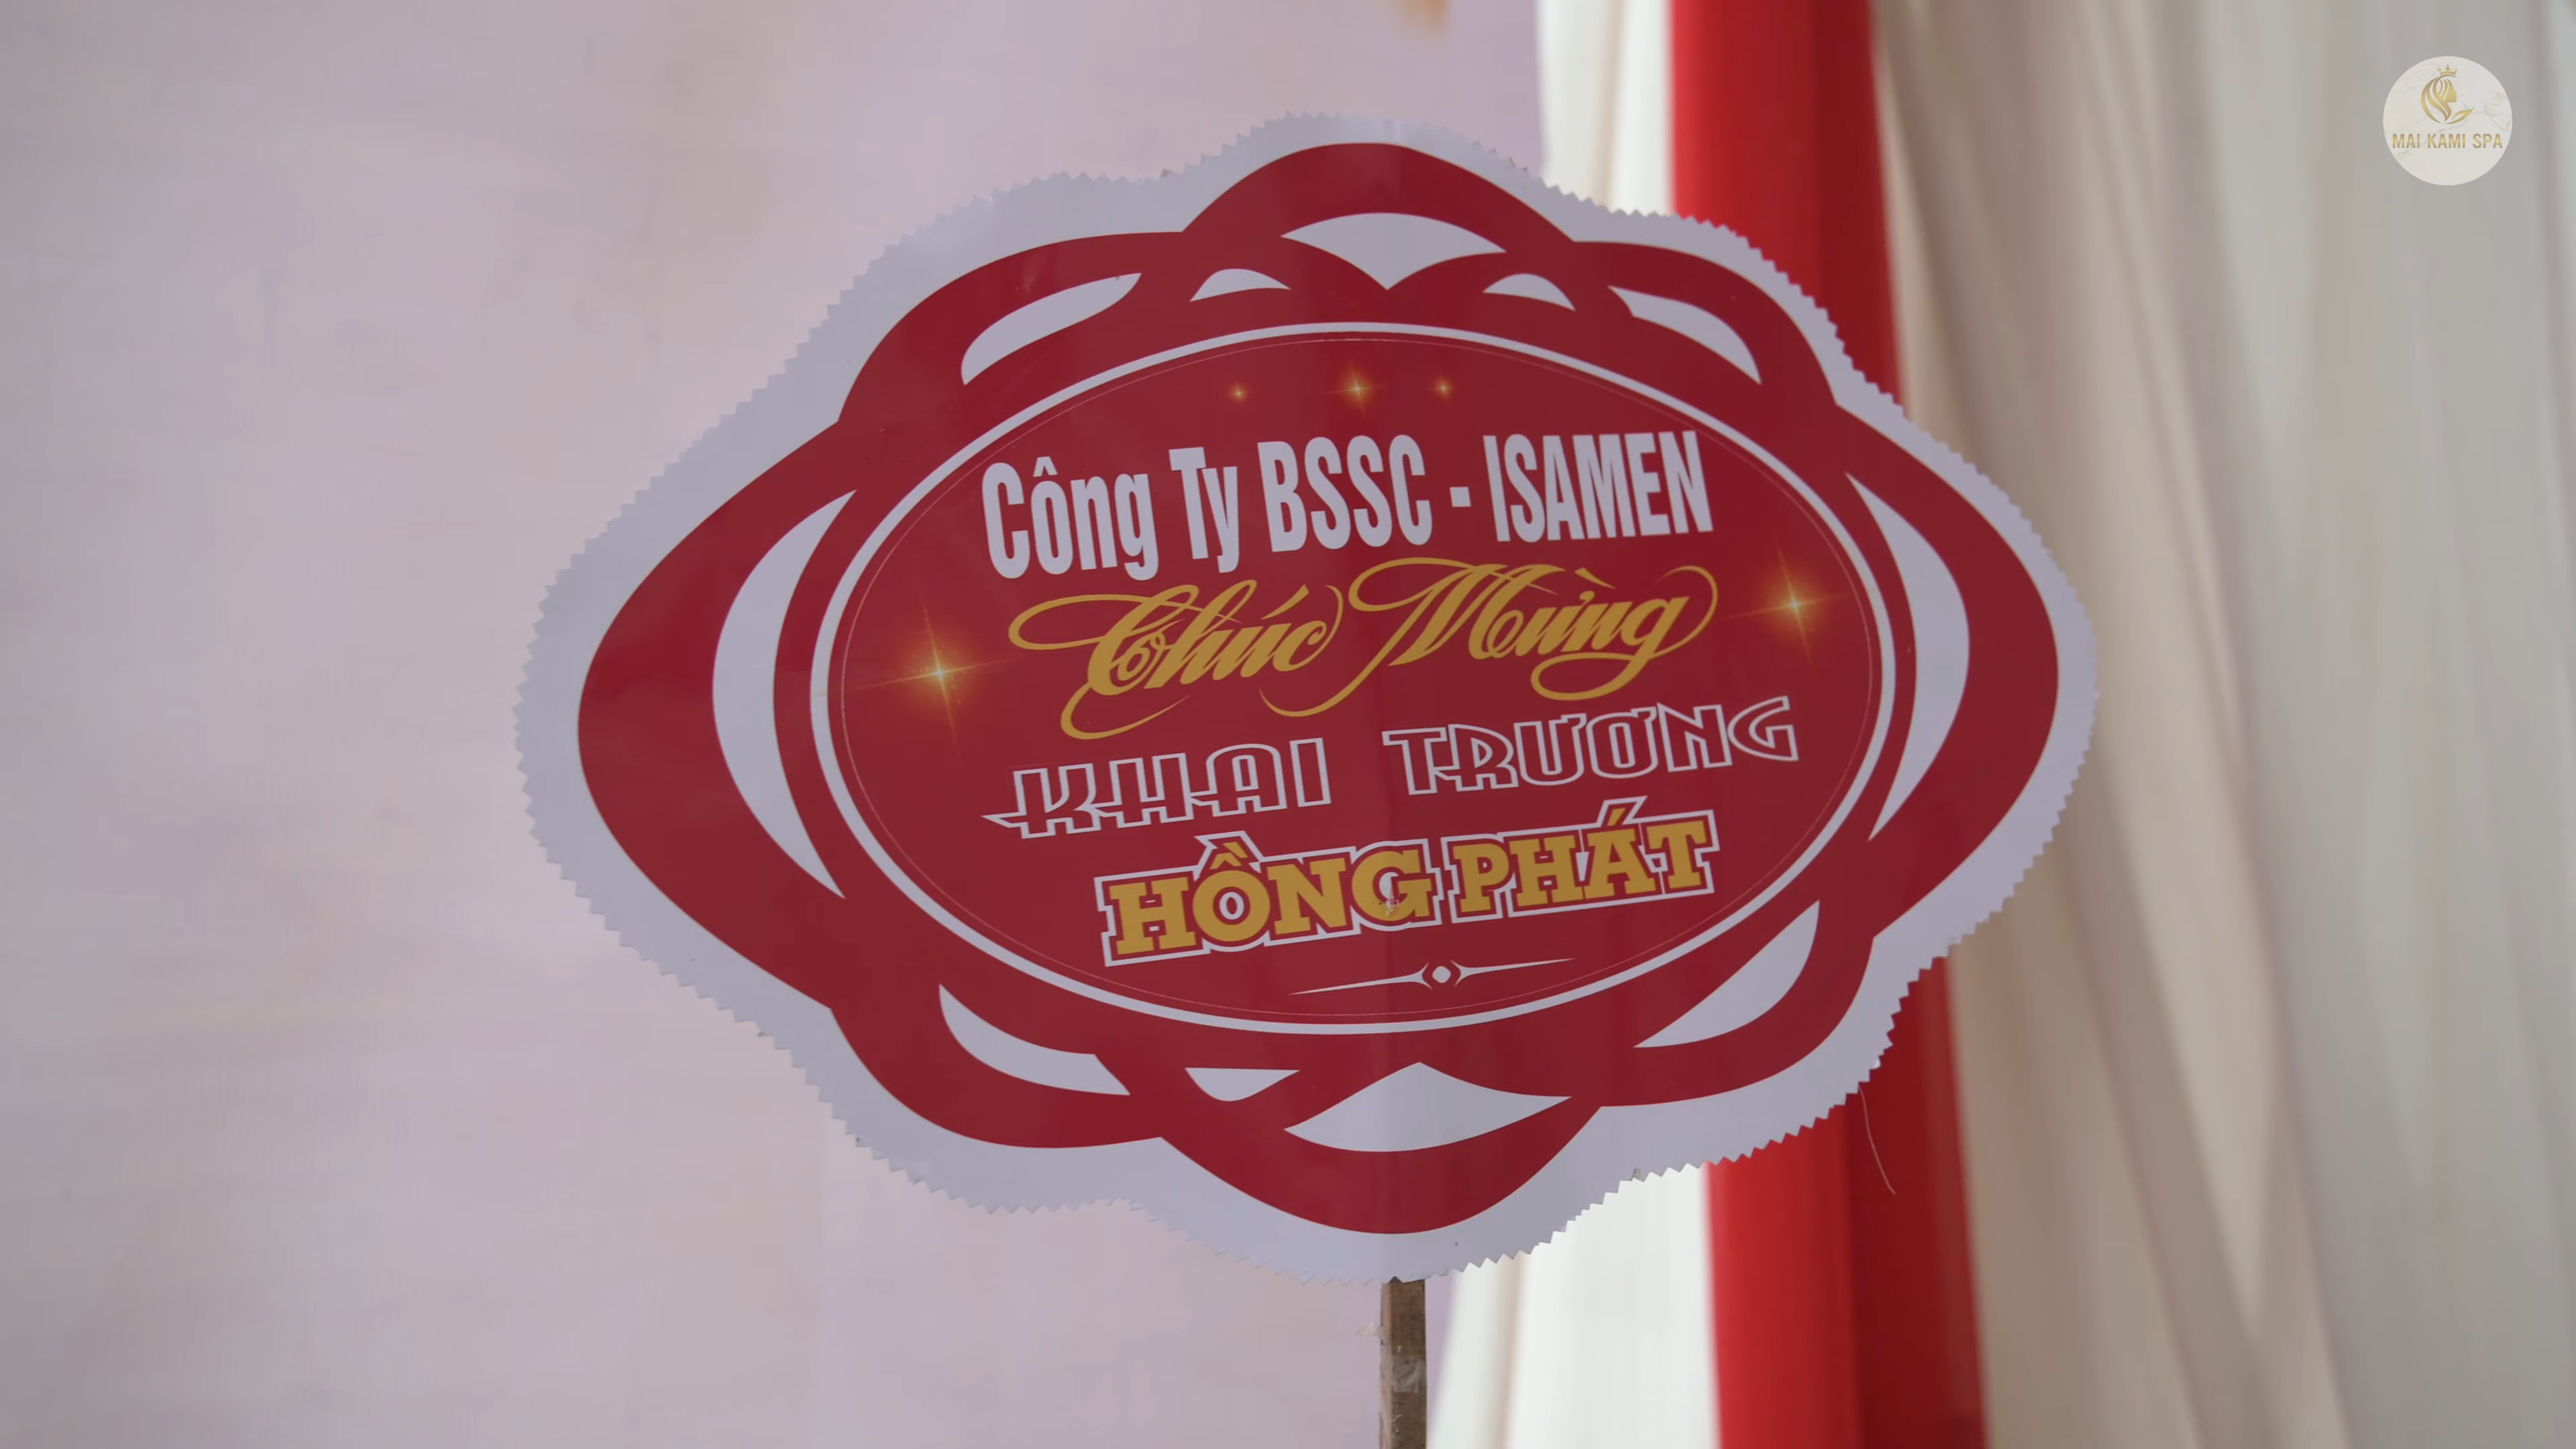 MAI KAMI SPA
Công Ty BSSC - ISAMEN
Chúc Mừng
KHAI TRƯƠNG
HỒNG PHÁT